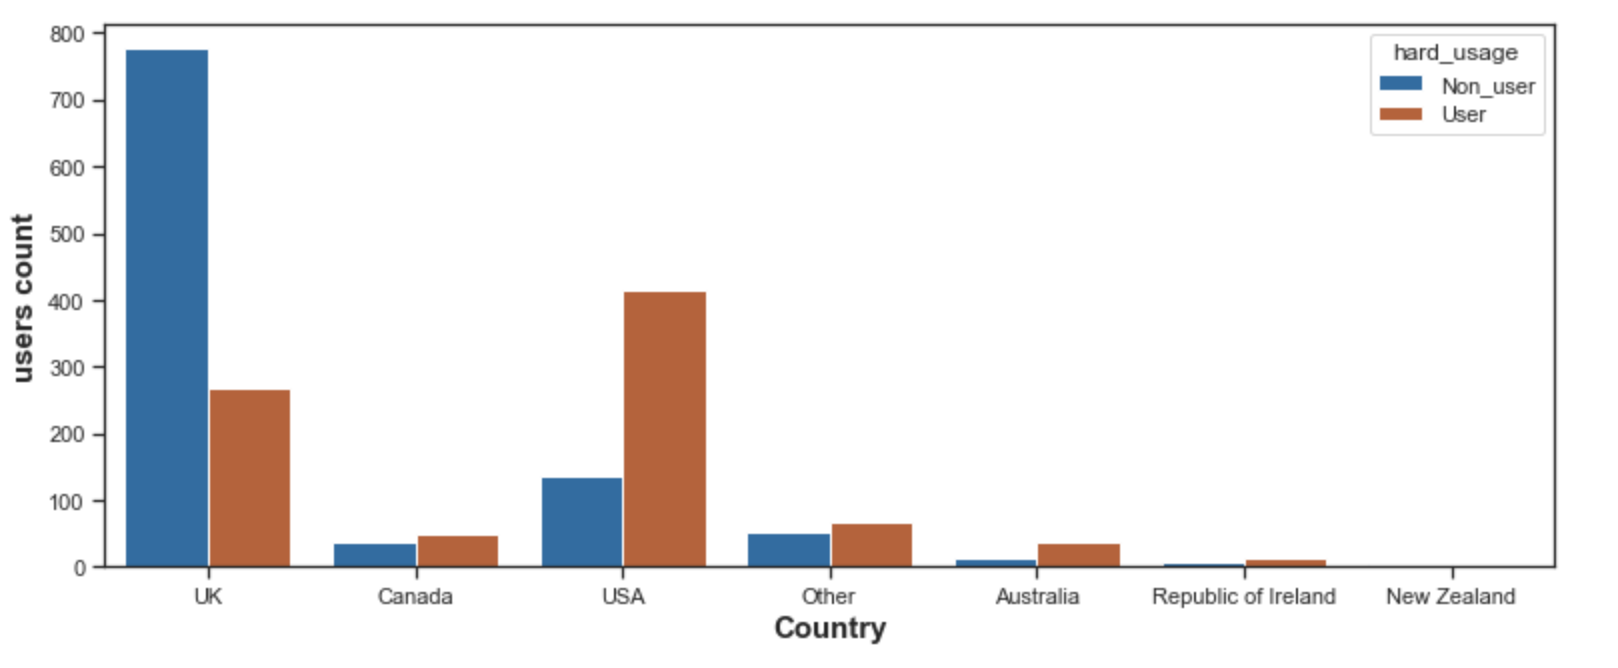 hard_usage
Non_user
User
users count
800
700
600
500
400
300
200
100
0
UK Canada USA Other Australia Republic of Ireland New Zealand
Country